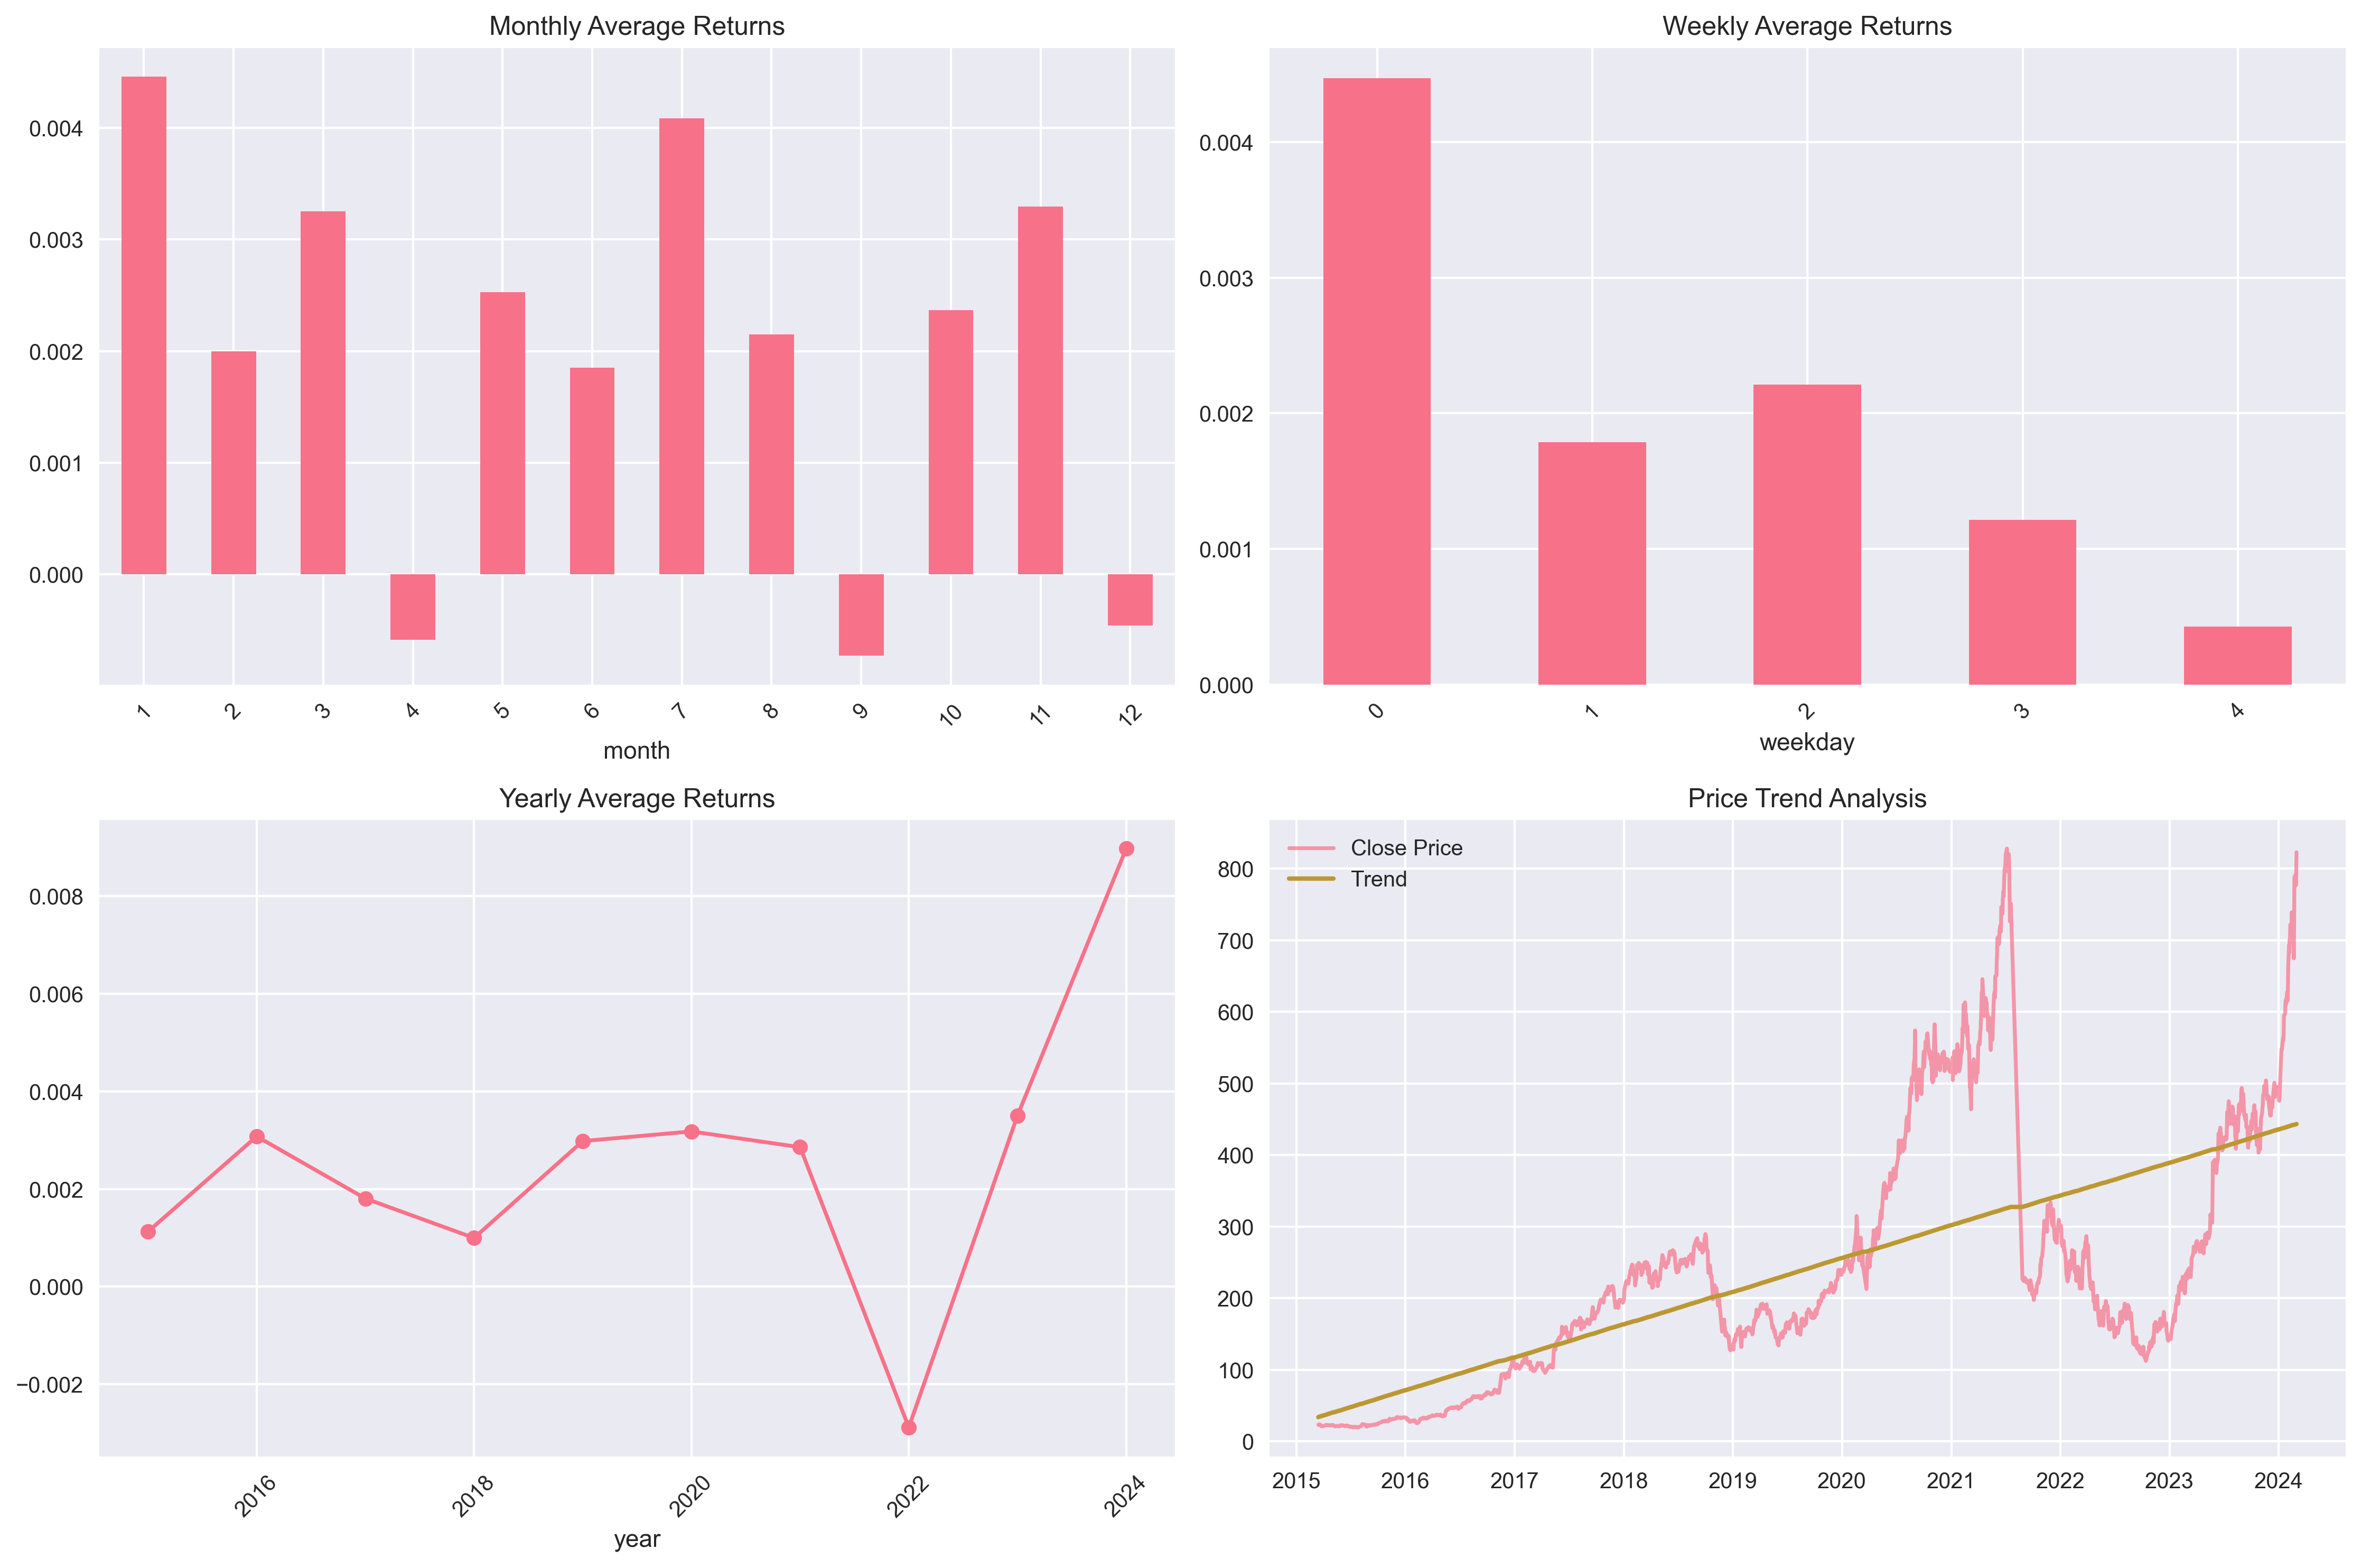 Monthly Average Returns
0.004
0.003
0.002
0.001
0.000
1 2 3 4 5 6 7 8 9 10 11 12
month
Weekly Average Returns
0.004
0.003
0.002
0.001
0.000
0 1 2 3 4
weekday
Yearly Average Returns
0.008
0.006
0.004
0.002
0.000
−0.002
2016 2018 2020 2022 2024
year
Price Trend Analysis
Close Price
Trend
800
700
600
500
400
300
200
100
0
2015 2016 2017 2018 2019 2020 2021 2022 2023 2024